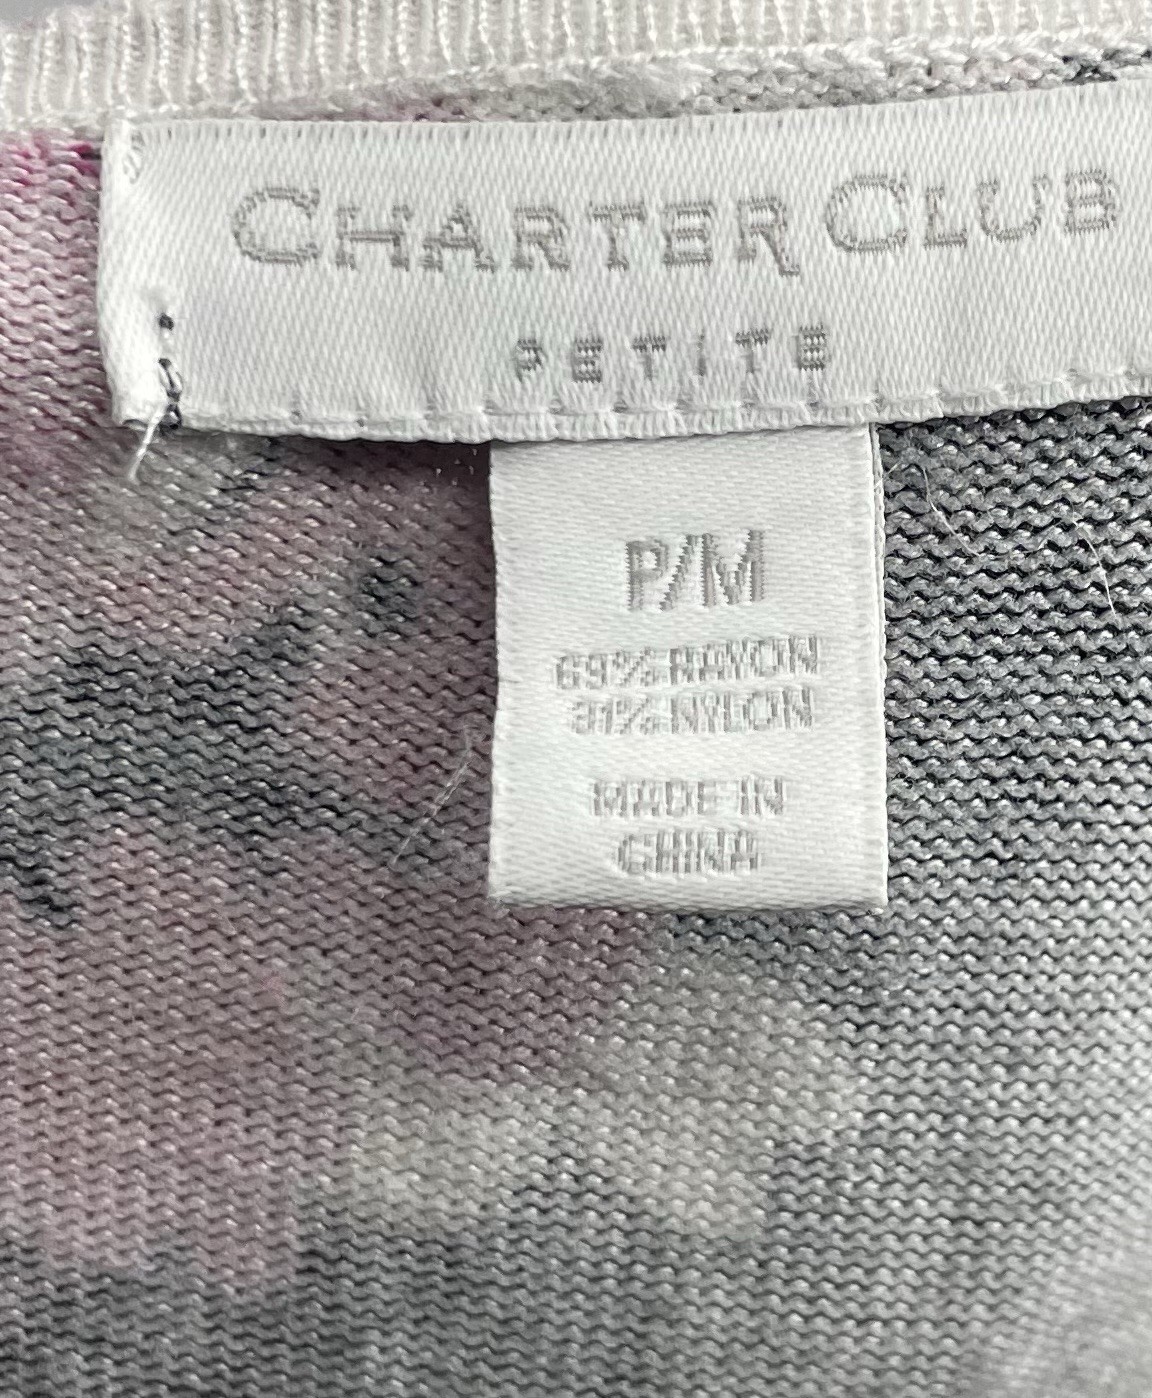 CHARTER CLUB
PETITE
P/M
69% RAYON
31% NYLON
MADE IN
CHINA